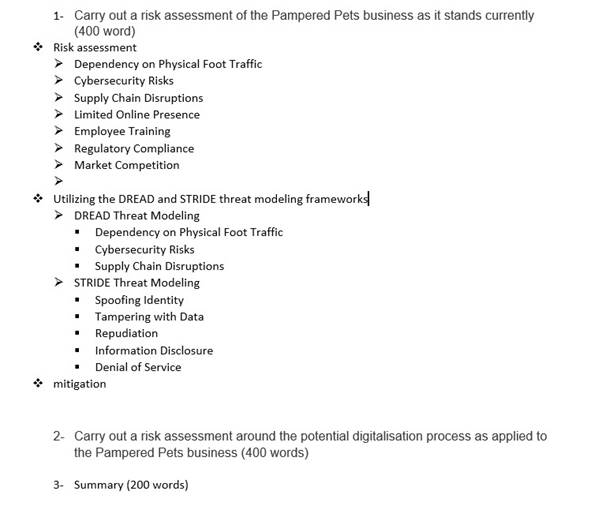 1- Carry out a risk assessment of the Pampered Pets business as it stands currently
(400 word)
❖ Risk assessment
➢ Dependency on Physical Foot Traffic
➢ Cybersecurity Risks
➢ Supply Chain Disruptions
➢ Limited Online Presence
➢ Employee Training
➢ Regulatory Compliance
➢ Market Competition
➢
❖ Utilizing the DREAD and STRIDE threat modeling frameworks
➢ DREAD Threat Modeling
▪ Dependency on Physical Foot Traffic
▪ Cybersecurity Risks
▪ Supply Chain Disruptions
➢ STRIDE Threat Modeling
▪ Spoofing Identity
▪ Tampering with Data
▪ Repudiation
▪ Information Disclosure
▪ Denial of Service
❖ mitigation
2- Carry out a risk assessment around the potential digitalisation process as applied to
the Pampered Pets business (400 words)
3- Summary (200 words)